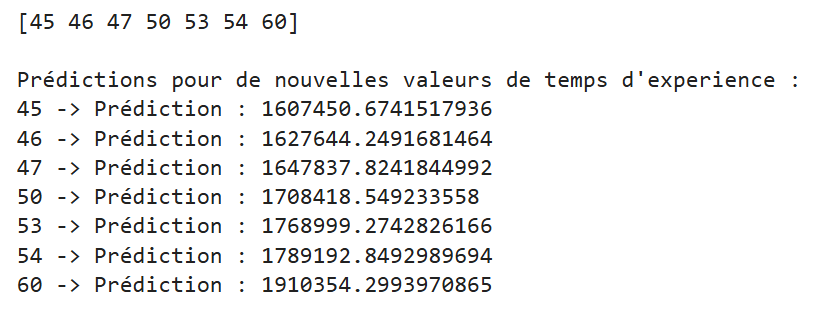 [45 46 47 50 53 54 60]
Prédictions pour de nouvelles valeurs de temps d'experience :
45 -> Prédiction : 1607450.6741517936
46 -> Prédiction : 1627644.2491681464
47 -> Prédiction : 1647837.8241844992
50 -> Prédiction : 1708418.549233558
53 -> Prédiction : 1768999.2742826166
54 -> Prédiction : 1789192.8492989694
60 -> Prédiction : 1910354.2993970865